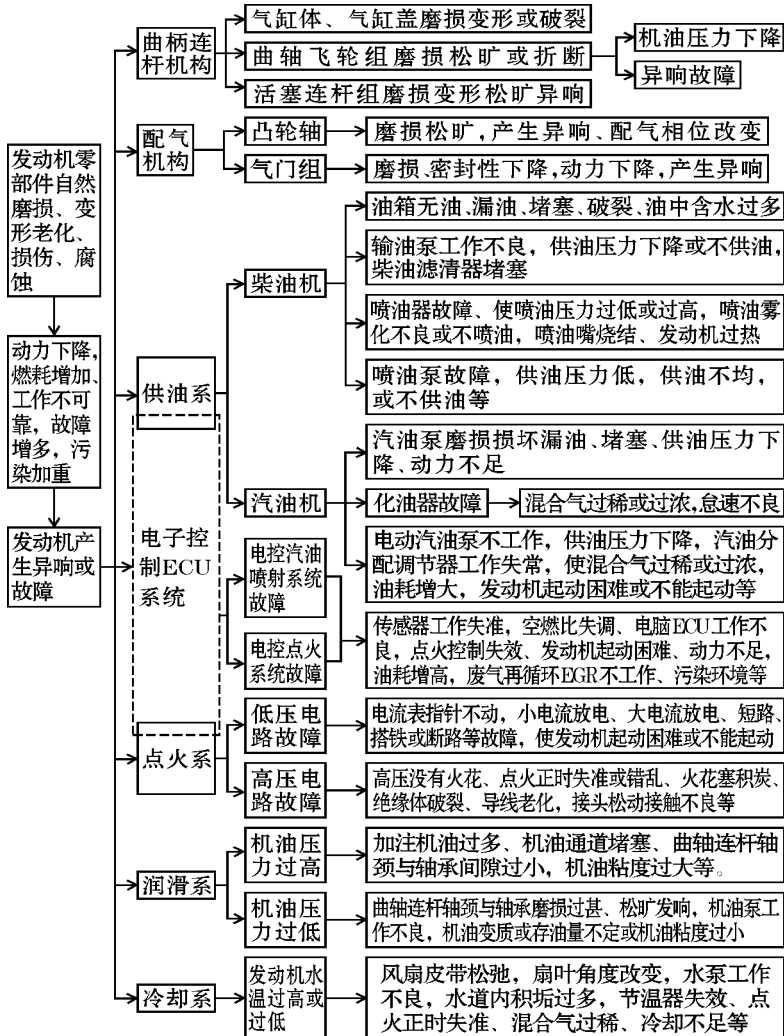 发动机零
部件自然
磨损、变
形老化、
损伤、腐
蚀
动力下降，
燃耗增加、
工作不可
靠，故障
增多，污
染加重
发动机产
生异响或
故障
曲柄连
杆机构
气缸体、气缸盖磨损变形或破裂
曲轴飞轮组磨损松旷或折断
机油压力下降
异响故障
活塞连杆组磨损变形松旷异响
配气
机构
凸轮轴
磨损松旷，产生异响、配气相位改变
气门组
磨损、密封性下降，动力下降，产生异响
供油系
柴油机
油箱无油、漏油、堵塞、破裂、油中含水过多
输油泵工作不良，供油压力下降或不供油，
柴油滤清器堵塞
喷油器故障、使喷油压力过低或过高，喷油雾
化不良或不喷油，喷油嘴烧结、发动机过热
喷油泵故障，供油压力低，供油不均，
或不供油等
汽油机
汽油泵磨损损坏漏油、堵塞、供油压力下
降、动力不足
化油器故障
混合气过稀或过浓，怠速不良
电动汽油泵不工作，供油压力下降，汽油分
配调节器工作失常，使混合气过稀或过浓，
油耗增大，发动机起动困难或不能起动等
电子控
制ECU
系统
电控汽油
喷射系统
故障
电控点火
系统故障
传感器工作失准，空燃比失调、电脑ECU工作不
良，点火控制失效、发动机起动困难、动力不足，
油耗增高，废气再循环EGR不工作、污染环境等
点火系
低压电
路故障
电流表指针不动，小电流放电、大电流放电、短路、
搭铁或断路等故障，使发动机起动困难或不能起动
高压电
路故障
高压没有火花、点火正时失准或错乱、火花塞积炭、
绝缘体破裂、导线老化，接头松动接触不良等
润滑系
机油压
力过高
加注机油过多、机油通道堵塞、曲轴连杆轴
颈与轴承间隙过小，机油粘度过大等。
机油压
力过低
曲轴连杆轴颈与轴承磨损过甚、松旷发响，机油泵工
作不良，机油变质或存油量不定或机油粘度过小
冷却系
发动机水
温过高或
过低
风扇皮带松驰，扇叶角度改变，水泵工作
不良，水道内积垢过多，节温器失效、点
火正时失准、混合气过稀、冷却不足等